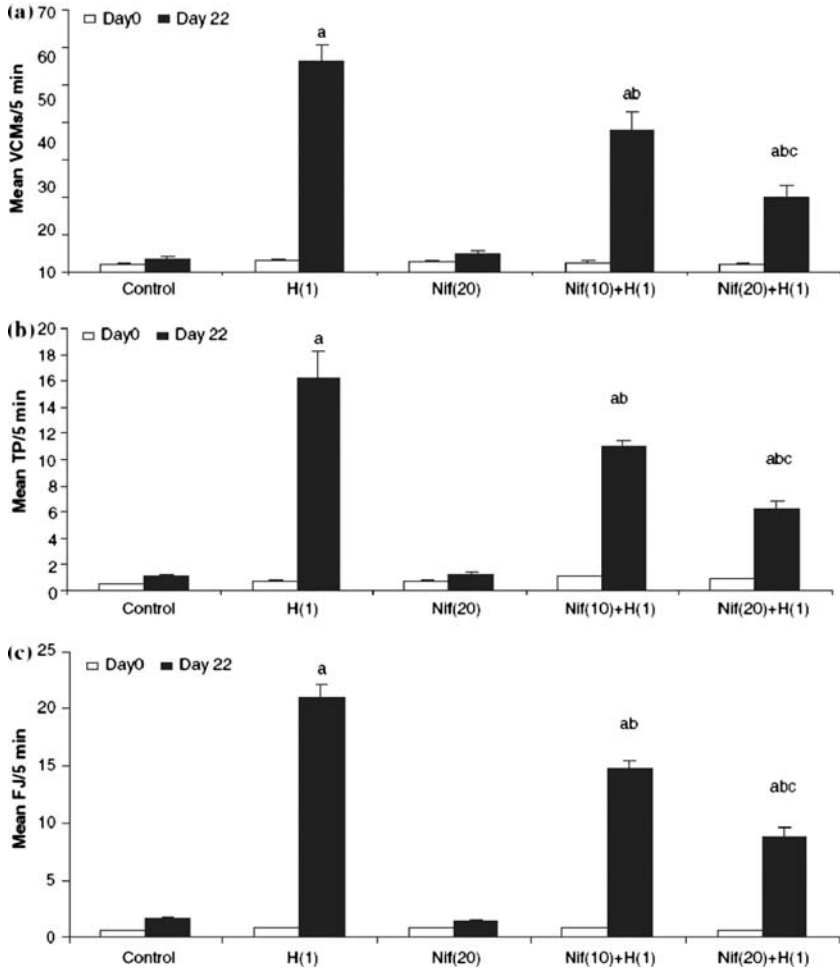 (a)
Day0 Day 22
Mean VCMs/5 min
70
60
50
40
30
20
10
a
ab
abc
Control H(1) Nif(20) Nif(10)+H(1) Nif(20)+H(1)
(b)
Day0 Day 22
Mean TP/5 min
20
18
16
14
12
10
8
6
4
2
0
a
ab
abc
Control H(1) Nif(20) Nif(10)+H(1) Nif(20)+H(1)
(c)
Day0 Day 22
Mean FJ/5 min
25
20
15
10
5
0
a
ab
abc
Control H(1) Nif(20) Nif(10)+H(1) Nif(20)+H(1)